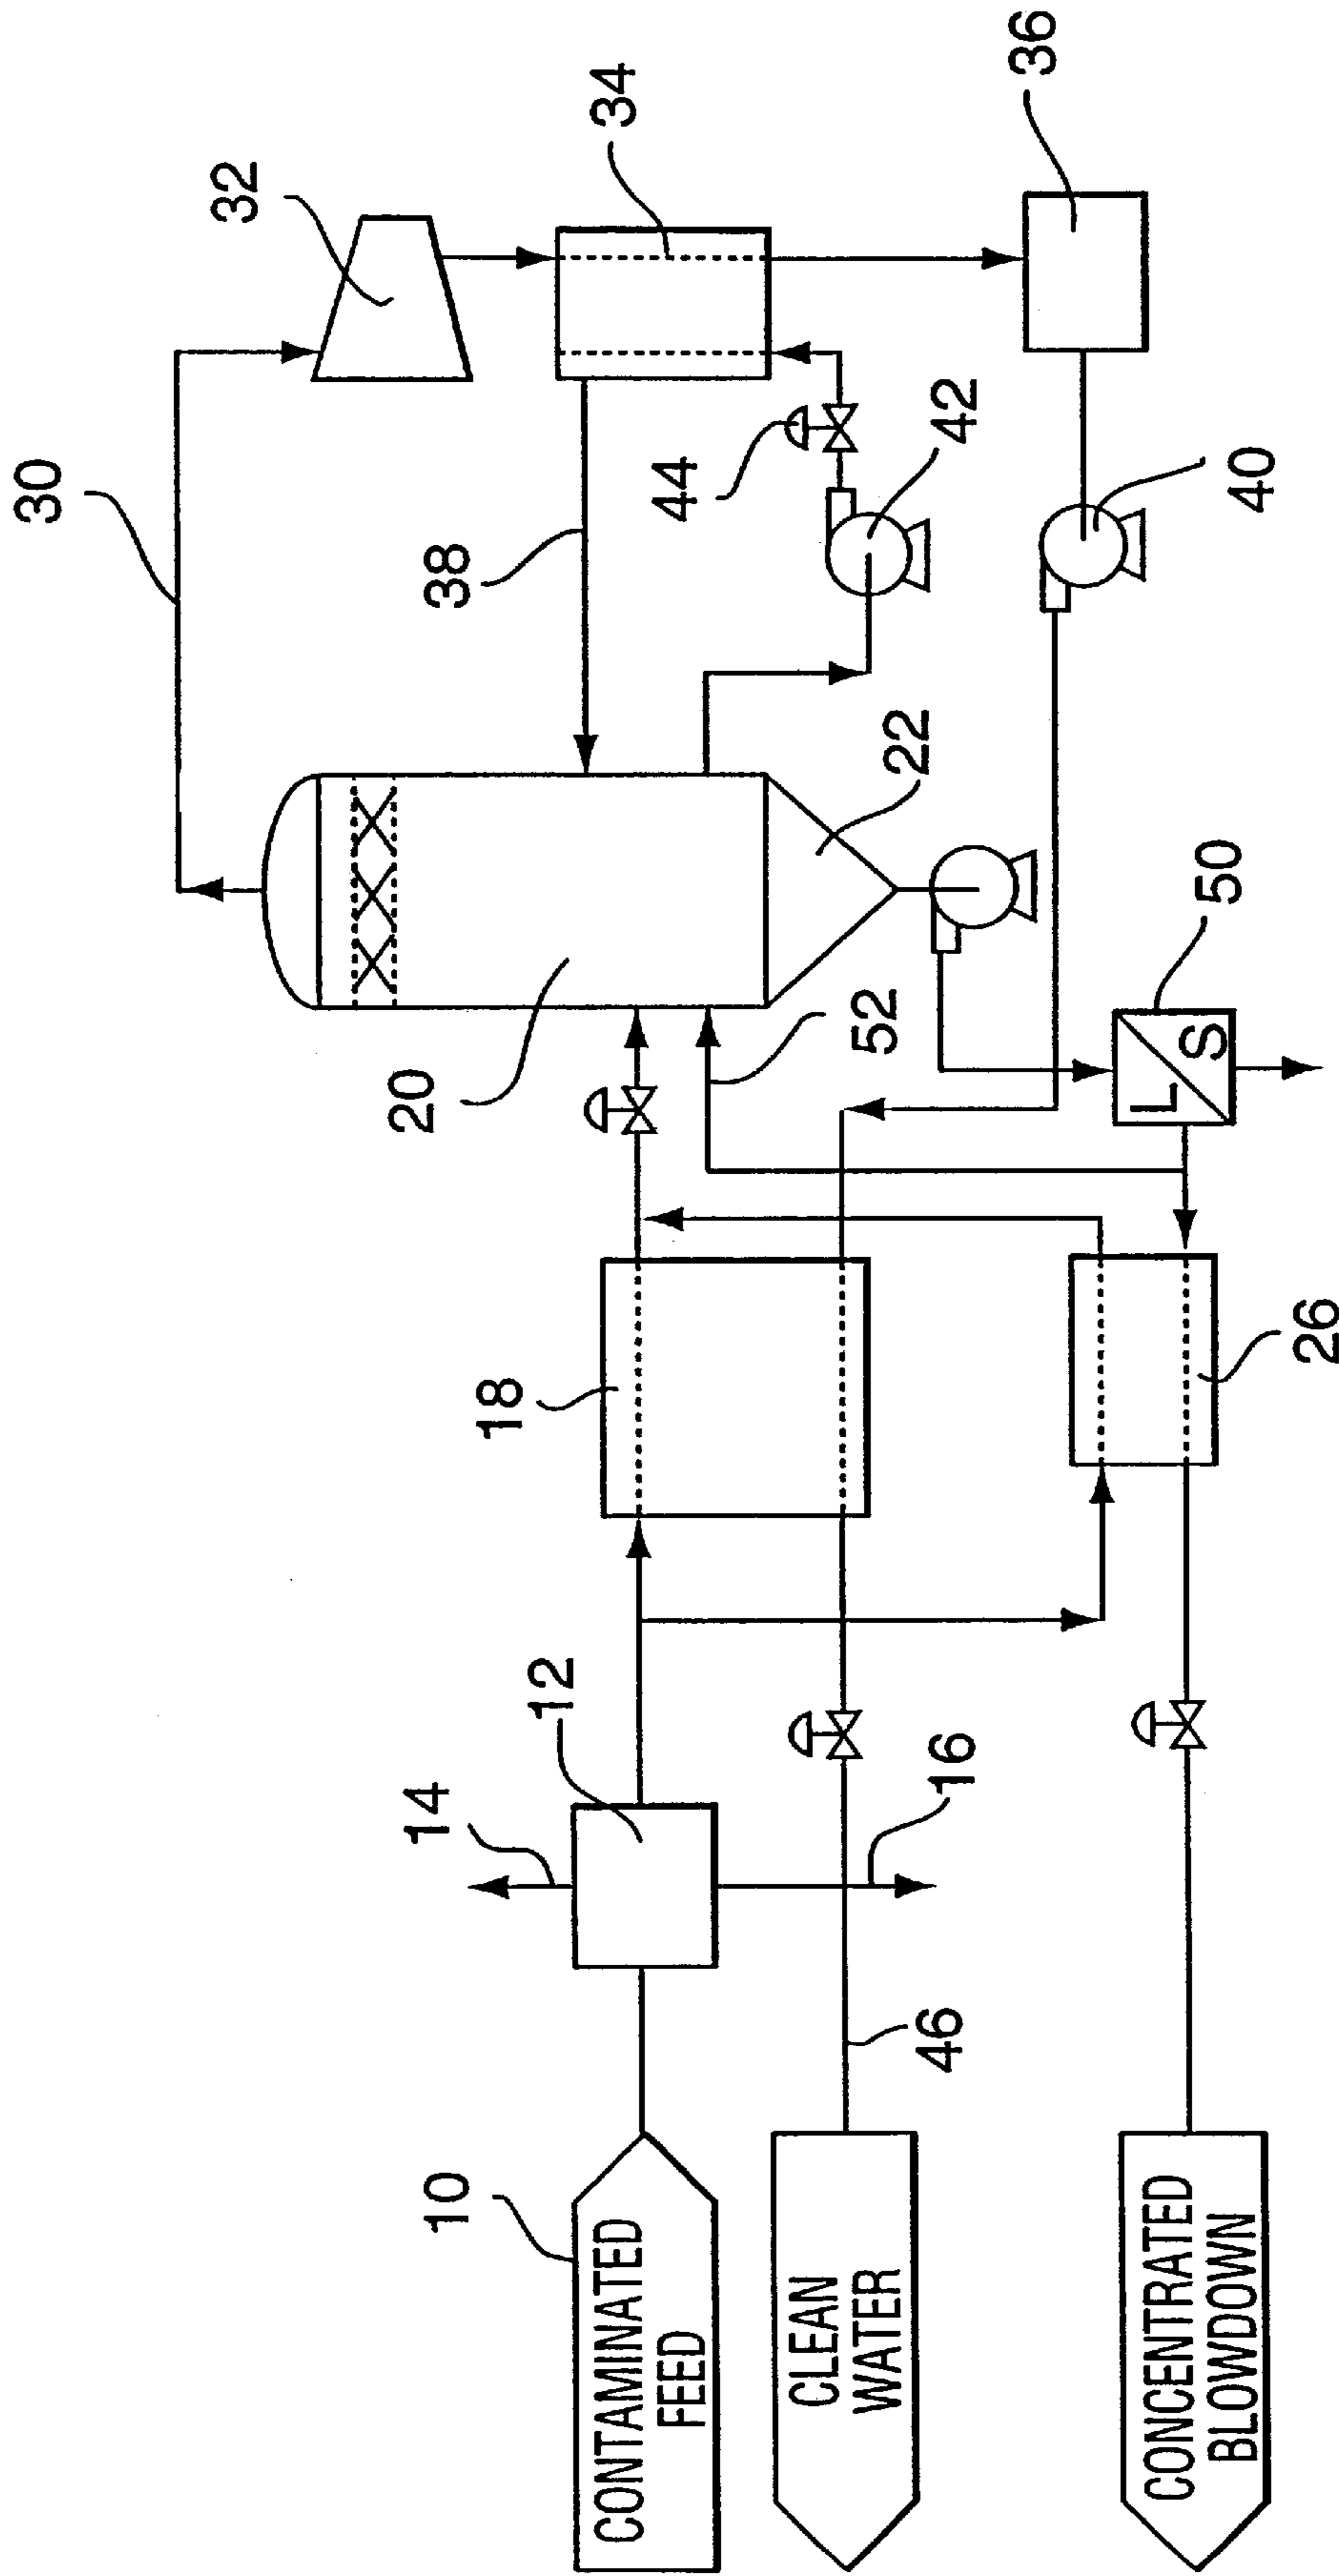 30
32
34
36
38
44
42
40
20
22
52
50
L
S
18
26
12
14
16
10
46
CONTAMINATED
FEED
CLEAN
WATER
CONCENTRATED
BLOWDOWN